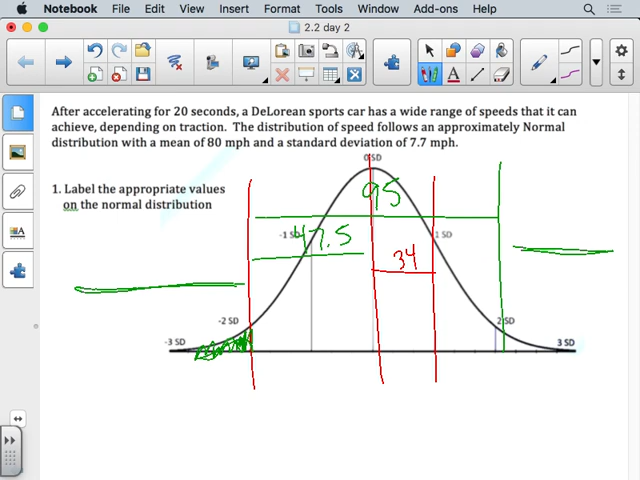 Notebook File Edit View Insert Format Tools Window Add-ons Help
2.2 day 2
After accelerating for 20 seconds, a DeLorean sports car has a wide range of speeds that it can
achieve, depending on traction. The distribution of speed follows an approximately Normal
distribution with a mean of 80 mph and a standard deviation of 7.7 mph.
0 SD
1. Label the appropriate values
on the normal distribution
95
-1 SD
47.5
1 SD
34
-2 SD
2 SD
-3 SD
3 SD